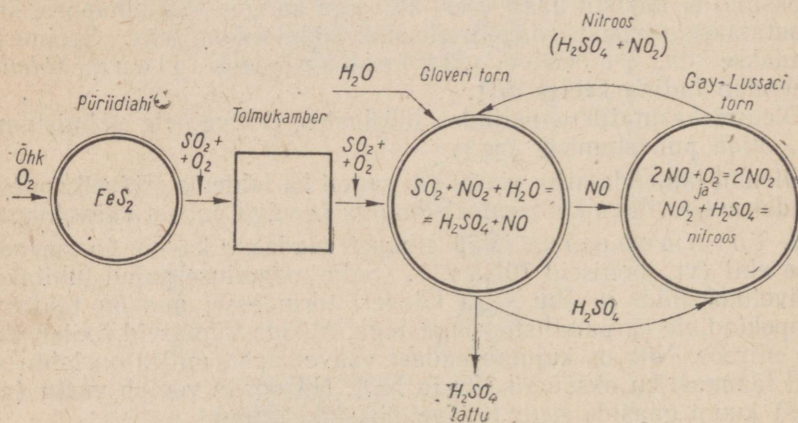 Nitroos
(H₂SO₄ + NO₂)
H₂O
Gloveri torn
Gay-Lussaci
torn
Püriidiahi
Tolmukamber
Õhk
O₂
FeS₂
SO₂ +
+O₂
SO₂ +
+O₂
SO₂ + NO₂ + H₂O =
= H₂SO₄ + NO
NO
2NO + O₂ = 2NO₂
ja
NO₂ + H₂SO₄ =
nitroos
H₂SO₄
H₂SO₄
lattu